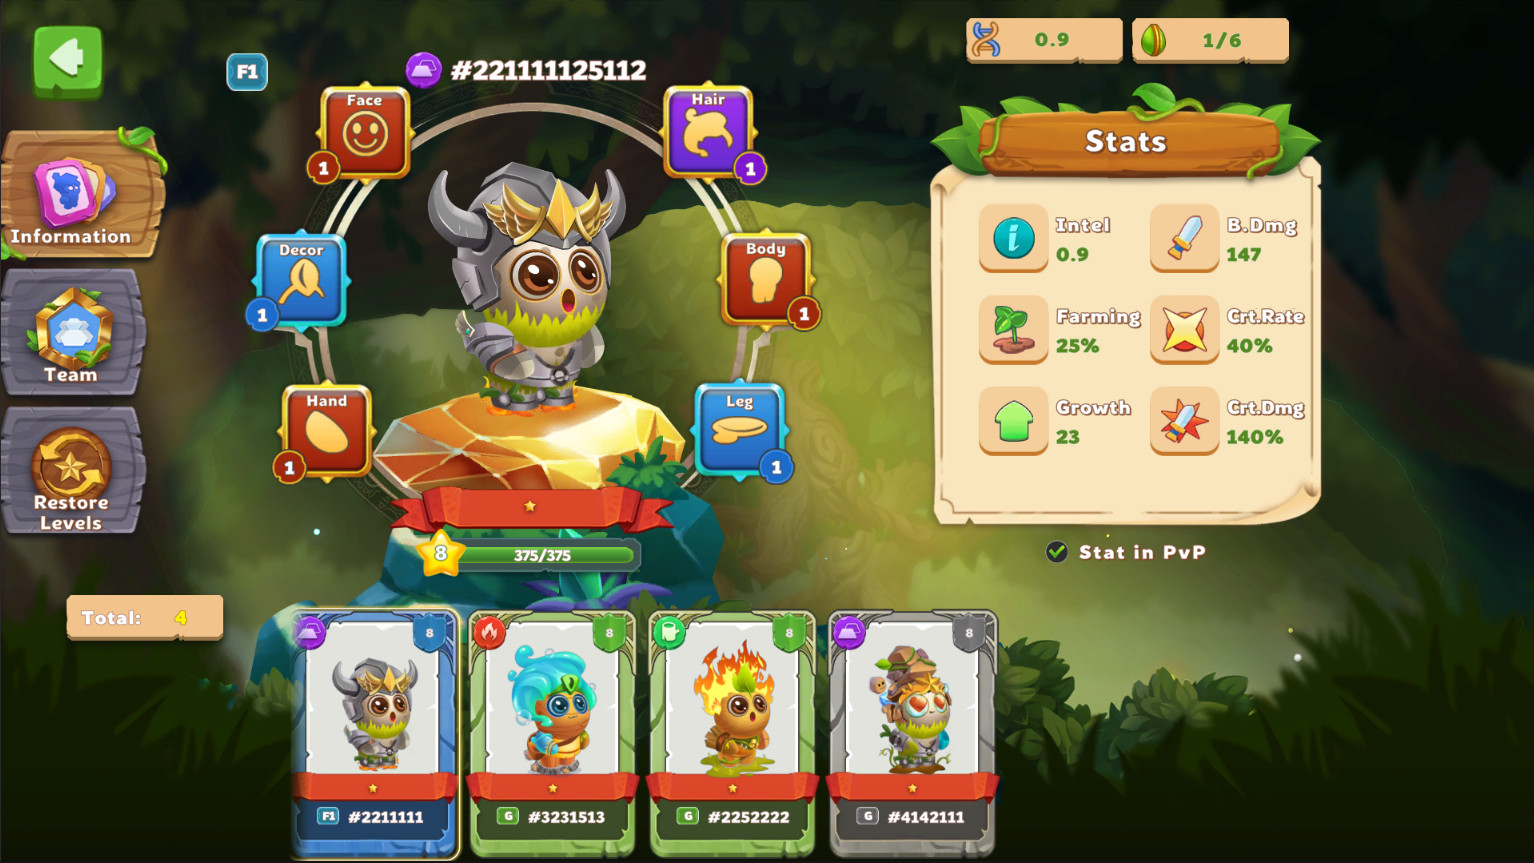 0.9
1/6
F1
#221111125112
Face
1
Hair
1
Stats
Information
Decor
1
Body
1
Intel
0.9
B.Dmg
147
Farming
25%
Crt.Rate
40%
Team
Hand
1
Leg
1
Growth
23
Crt.Dmg
140%
Restore
Levels
8
375/375
Stat in PvP
Total: 4
8
8
8
8
F1 #2211111
G #3231513
G #2252222
G #4142111